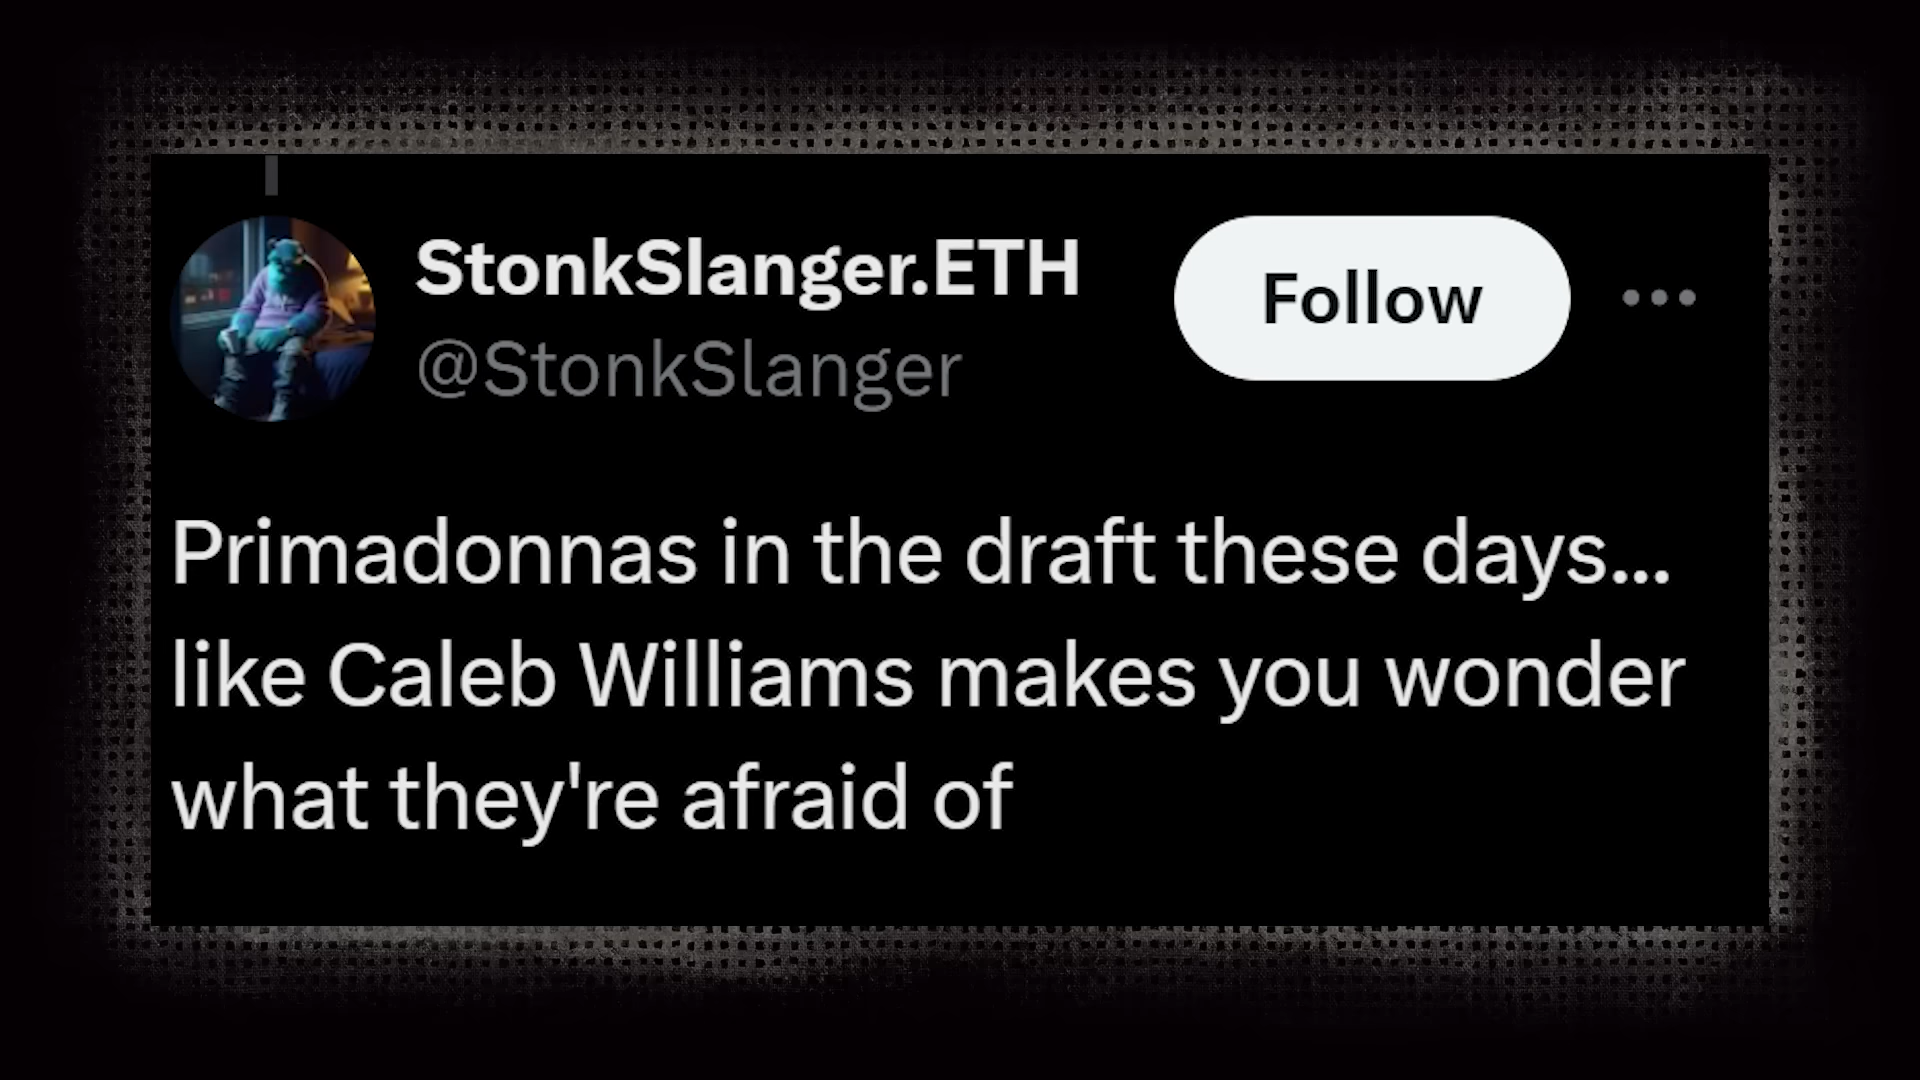 StonkSlanger.ETH
@StonkSlanger
Follow
Primadonnas in the draft these days...
like Caleb Williams makes you wonder
what they're afraid of